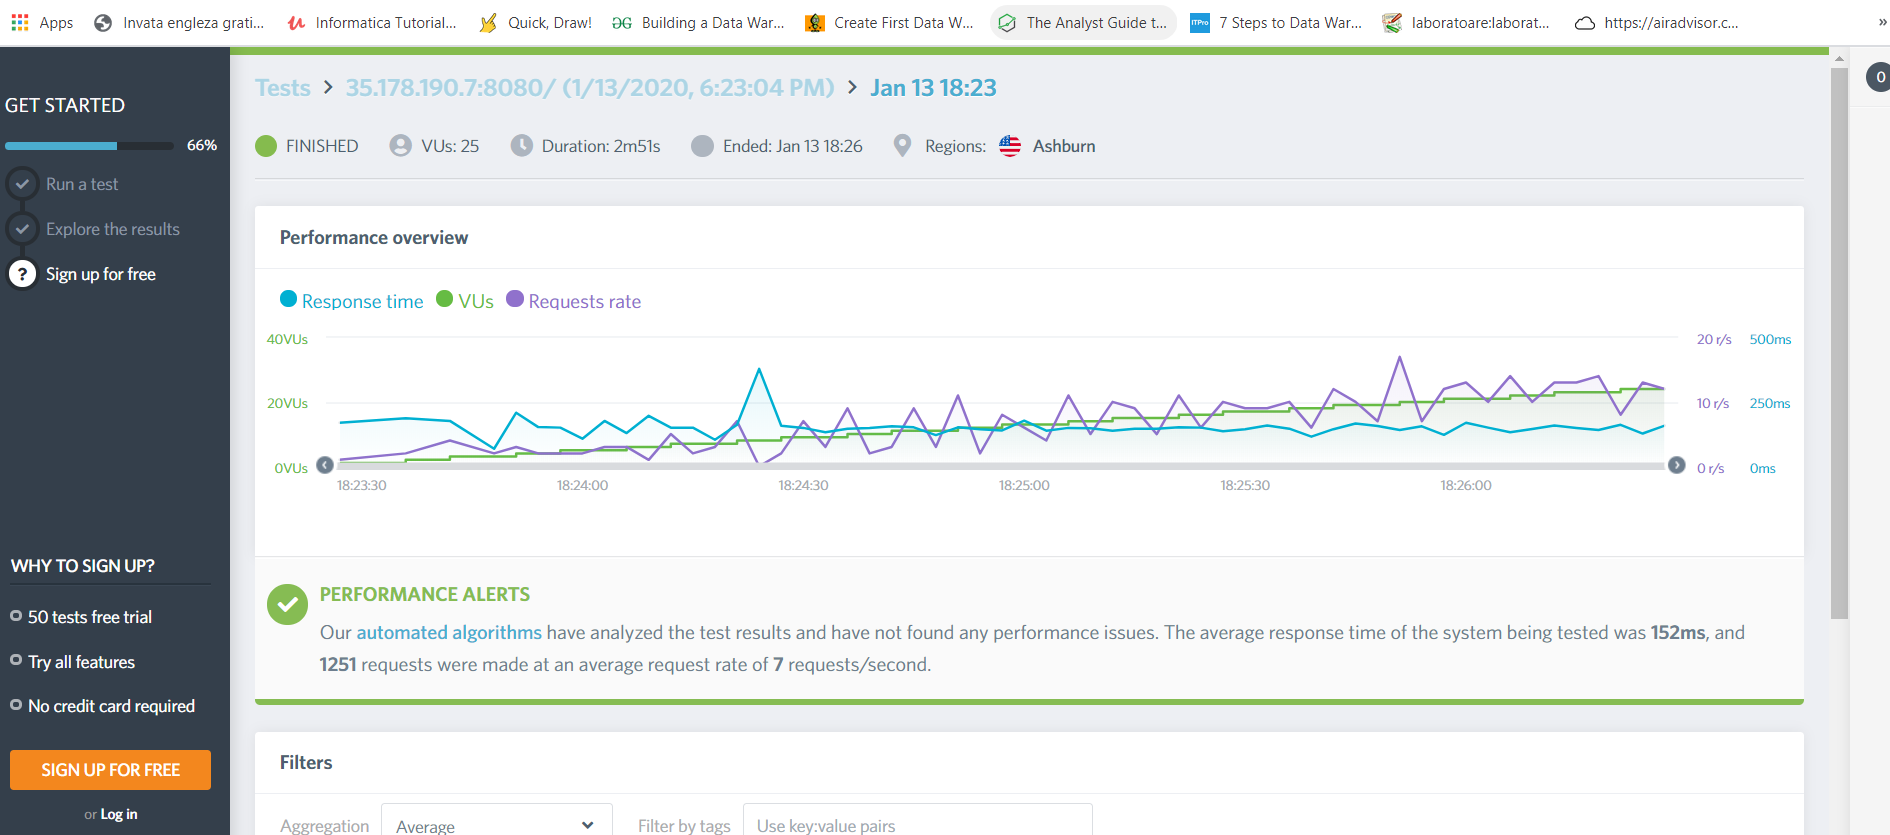 Apps Invata engleza grati... Informatica Tutorial... Quick, Draw! Building a Data War... Create First Data W... The Analyst Guide t... ITPro 7 Steps to Data War... laboratoare:laborat... https://airadvisor.c... »
0
GET STARTED
66%
Run a test
Explore the results
? Sign up for free
WHY TO SIGN UP?
50 tests free trial
Try all features
No credit card required
SIGN UP FOR FREE
or Log in
Tests > 35.178.190.7:8080/ (1/13/2020, 6:23:04 PM) > Jan 13 18:23
FINISHED VUs: 25 Duration: 2m51s Ended: Jan 13 18:26 Regions: Ashburn
Performance overview
Response time VUs Requests rate
40VUs 20 r/s 500ms
20VUs 10 r/s 250ms
0VUs 0 r/s 0ms
18:23:30 18:24:00 18:24:30 18:25:00 18:25:30 18:26:00
PERFORMANCE ALERTS
Our automated algorithms have analyzed the test results and have not found any performance issues. The average response time of the system being tested was 152ms, and
1251 requests were made at an average request rate of 7 requests/second.
Filters
Aggregation Average Filter by tags Use key:value pairs